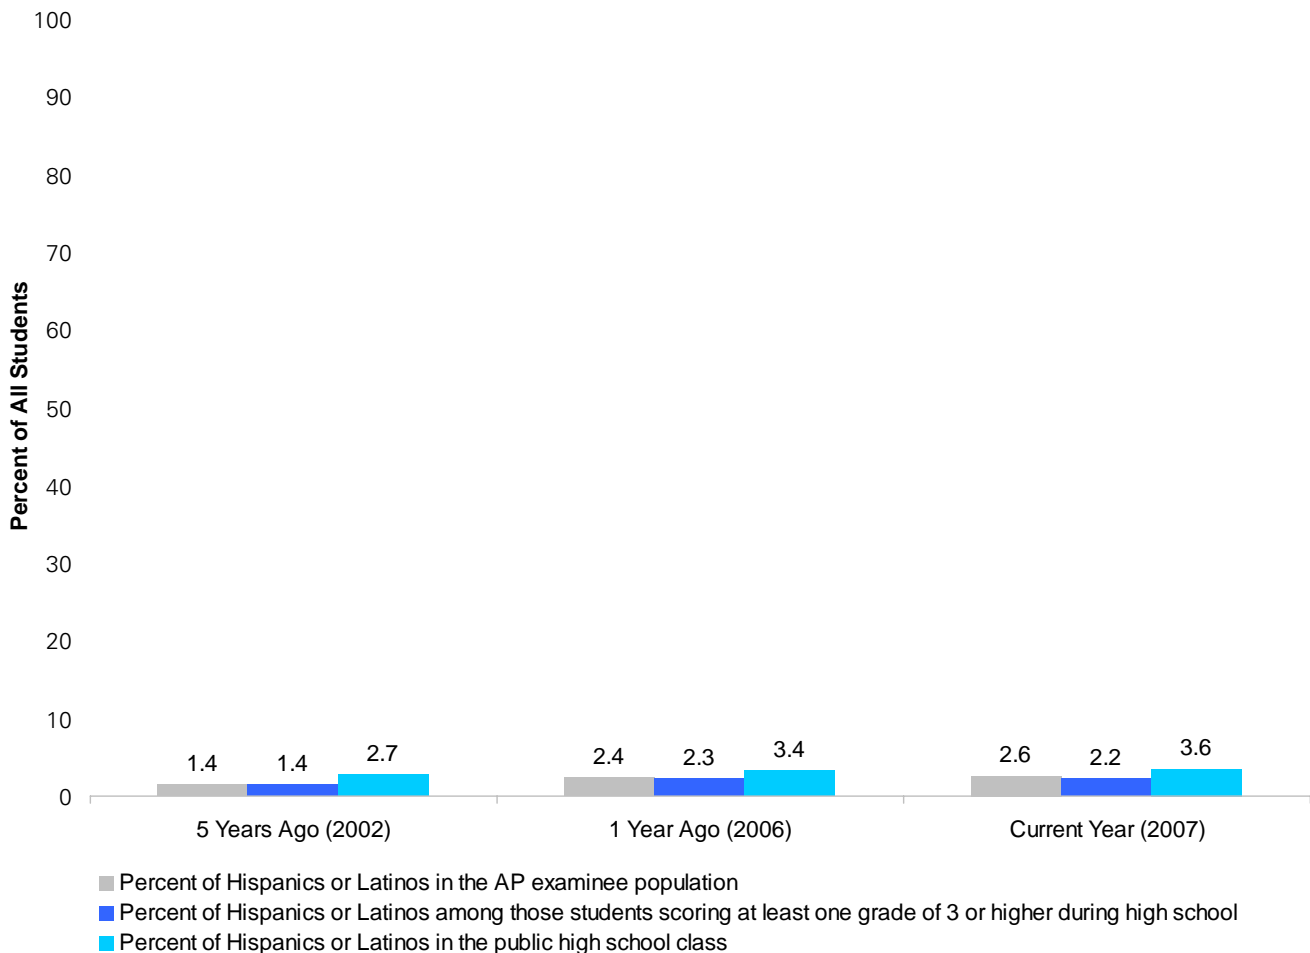 100
90
80
70
60
50
40
30
20
10
0
Percent of All Students
1.4 1.4 2.7
2.4 2.3 3.4
2.6 2.2 3.6
5 Years Ago (2002) 1 Year Ago (2006) Current Year (2007)
Percent of Hispanics or Latinos in the AP examinee population
Percent of Hispanics or Latinos among those students scoring at least one grade of 3 or higher during high school
Percent of Hispanics or Latinos in the public high school class